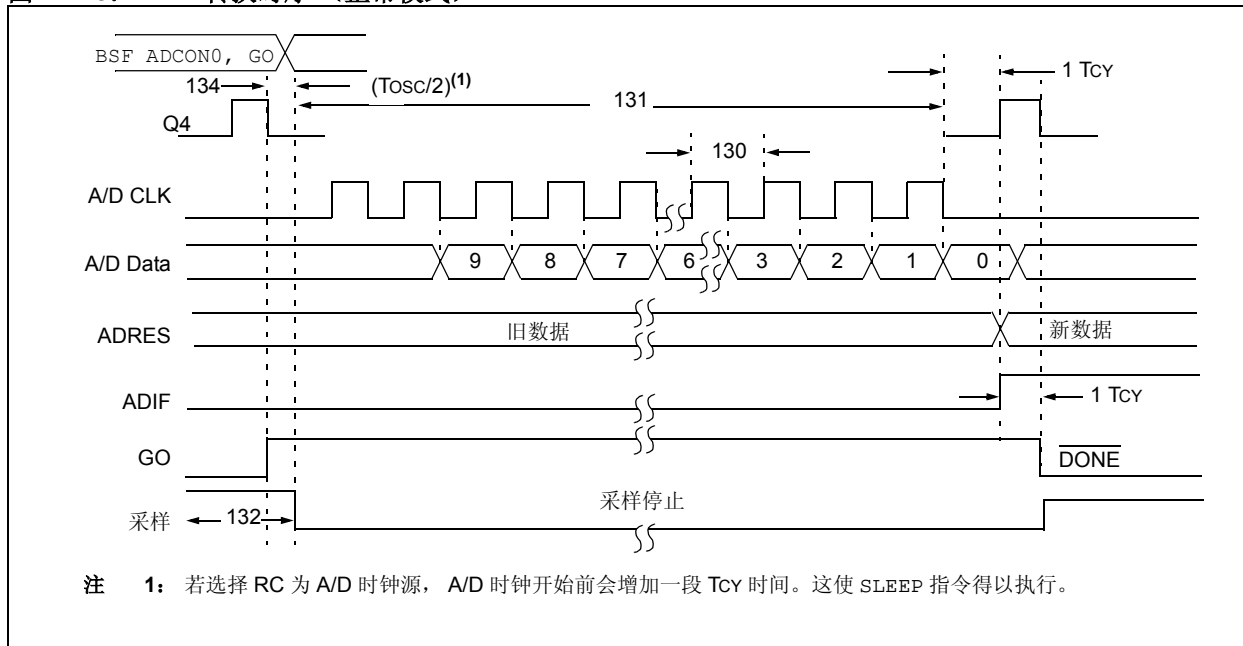 BSF ADCON0, GO
134
(TOSC/2)(1)
131
1 TCY
Q4
130
A/D CLK
A/D Data
9 8 7 6 3 2 1 0
ADRES
旧数据
新数据
ADIF
1 TCY
GO
DONE
采样停止
采样
132
注 1: 若选择 RC 为 A/D 时钟源， A/D 时钟开始前会增加一段 TCY 时间。这使 SLEEP 指令得以执行。